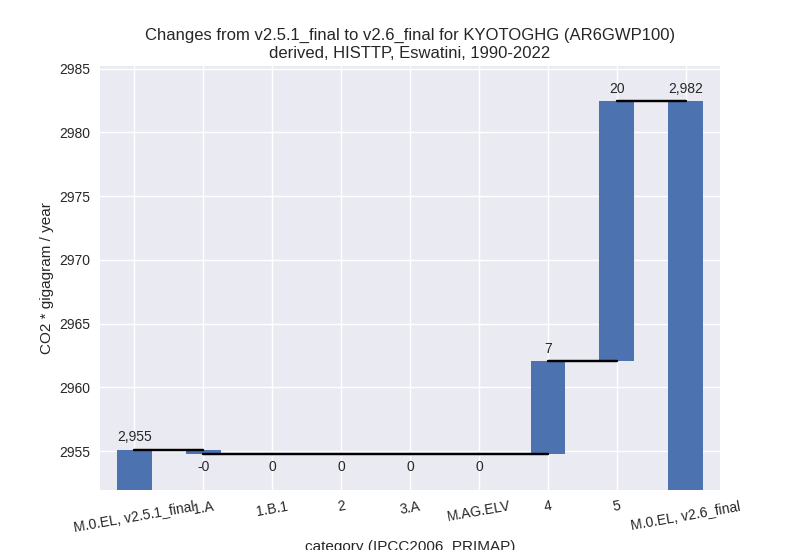 Changes from v2.5.1_final to v2.6_final for KYOTOGHG (AR6GWP100)
derived, HISTTP, Eswatini, 1990-2022
2985
2980
2975
2970
2965
2960
2955
CO2 * gigagram / year
2,955
-0
0
0
0
0
7
20
2,982
M.0.EL, v2.5.1_final
1.A
1.B.1
2
3.A
M.AG.ELV
4
5
M.0.EL, v2.6_final
category (IPCC2006_PRIMAP)